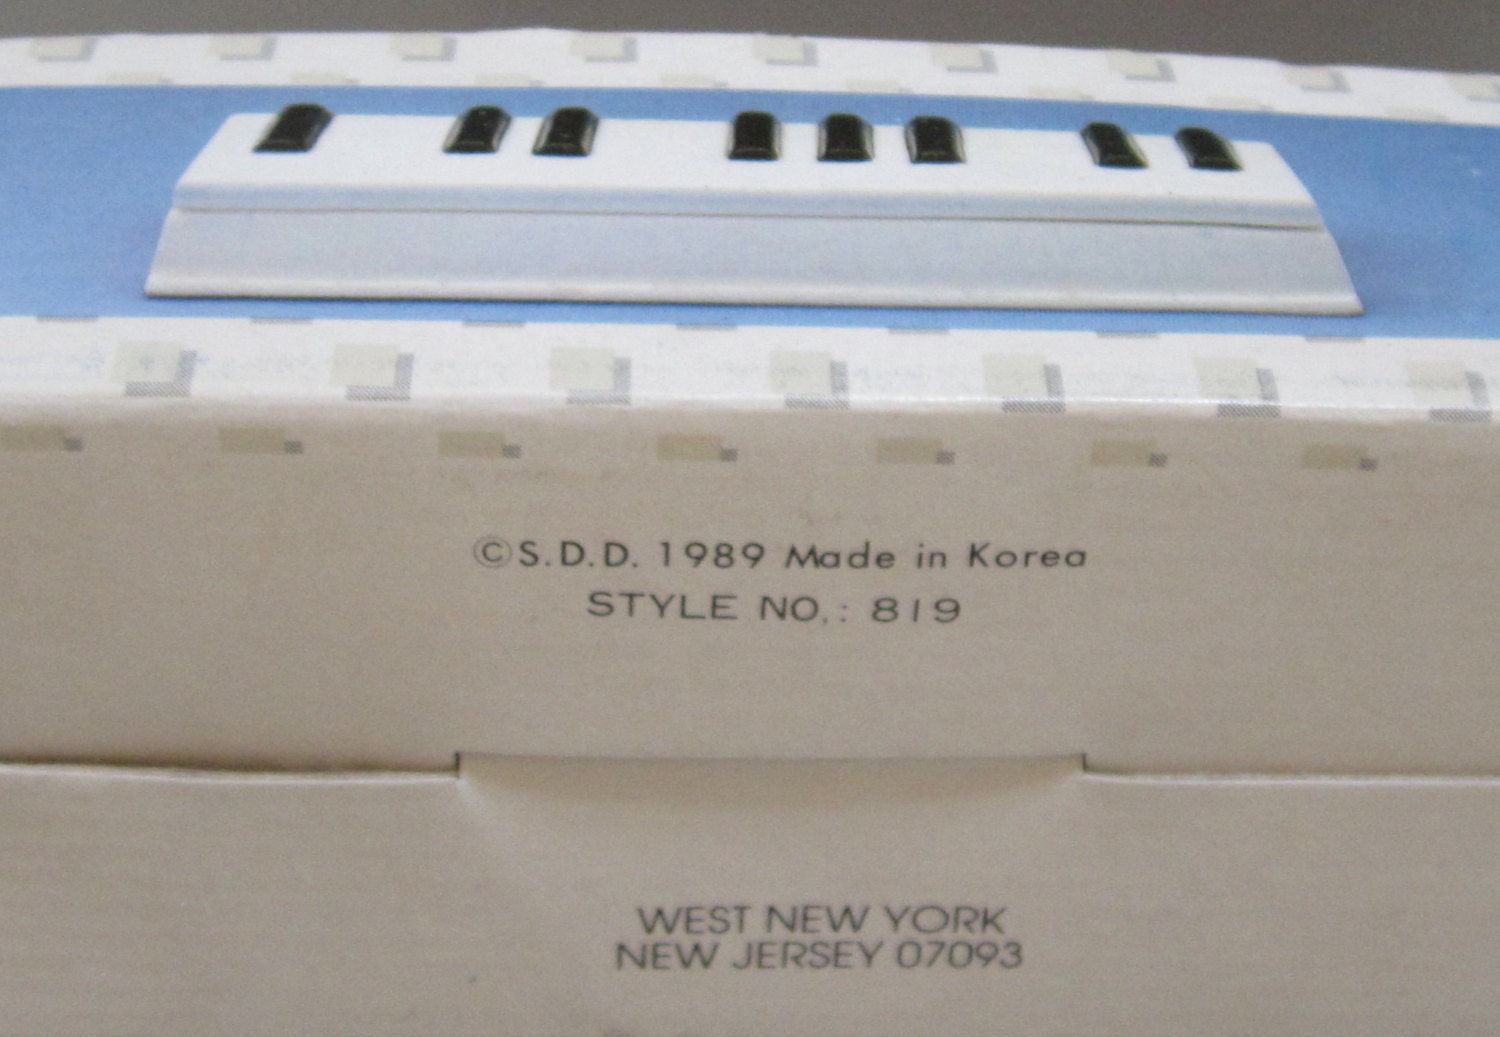 ©S.D.D. 1989 Made in Korea
STYLE NO.: 819
WEST NEW YORK
NEW JERSEY 07093